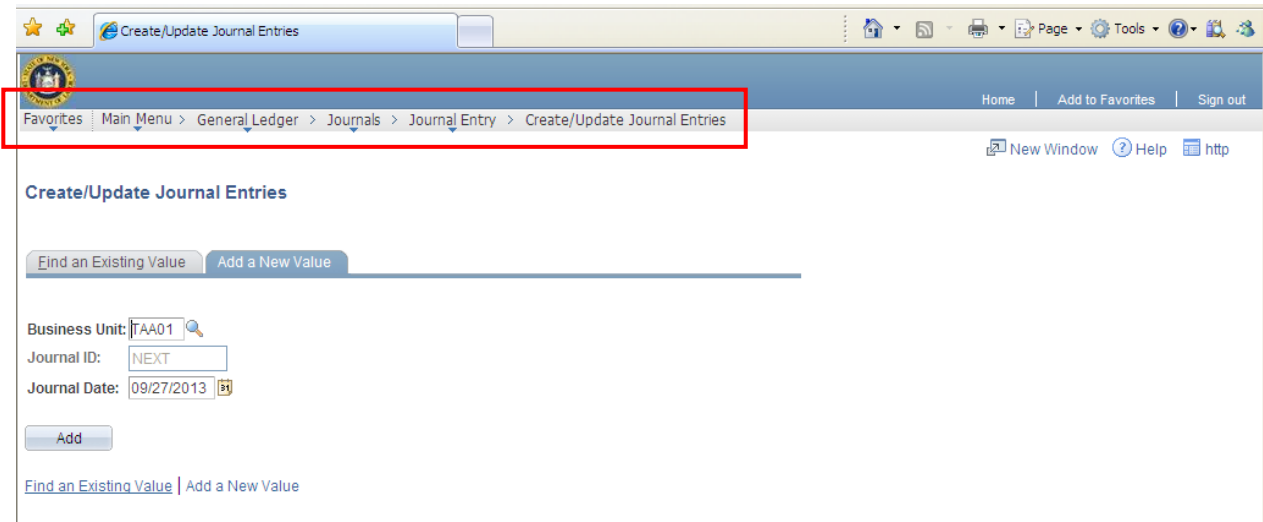 Create/Update Journal Entries
Page Tools
Home | Add to Favorites | Sign out
Favorites Main Menu > General Ledger > Journals > Journal Entry > Create/Update Journal Entries
New Window Help http
Create/Update Journal Entries
Find an Existing Value Add a New Value
Business Unit: TAA01
Journal ID: NEXT
Journal Date: 09/27/2013 31
Add
Find an Existing Value | Add a New Value